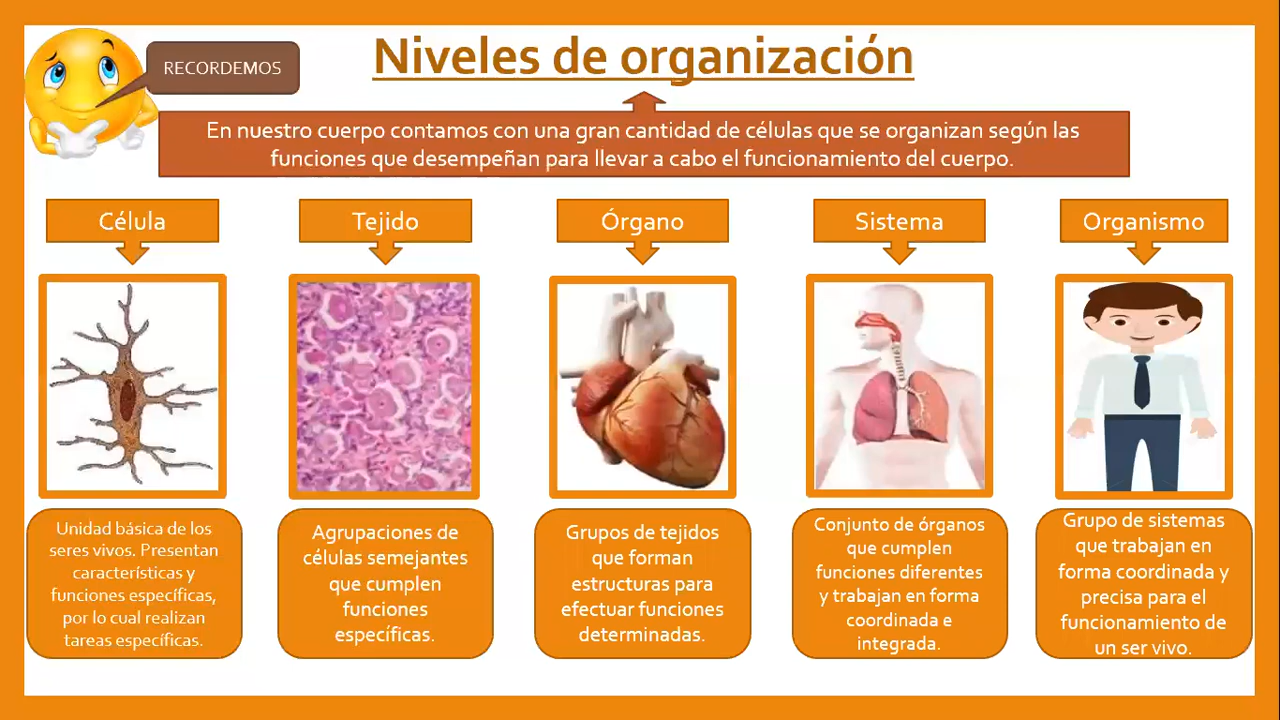 RECORDEMOS
Niveles de organización
En nuestro cuerpo contamos con una gran cantidad de células que se organizan según las
funciones que desempeñan para llevar a cabo el funcionamiento del cuerpo.
Célula
Tejido
Órgano
Sistema
Organismo
Unidad básica de los
seres vivos. Presentan
características y
funciones específicas,
por lo cual realizan
tareas específicas.
Agrupaciones de
células semejantes
que cumplen
funciones
específicas.
Grupos de tejidos
que forman
estructuras para
efectuar funciones
determinadas.
Conjunto de órganos
que cumplen
funciones diferentes
y trabajan en forma
coordinada e
integrada.
Grupo de sistemas
que trabajan en
forma coordinada y
precisa para el
funcionamiento de
un ser vivo.